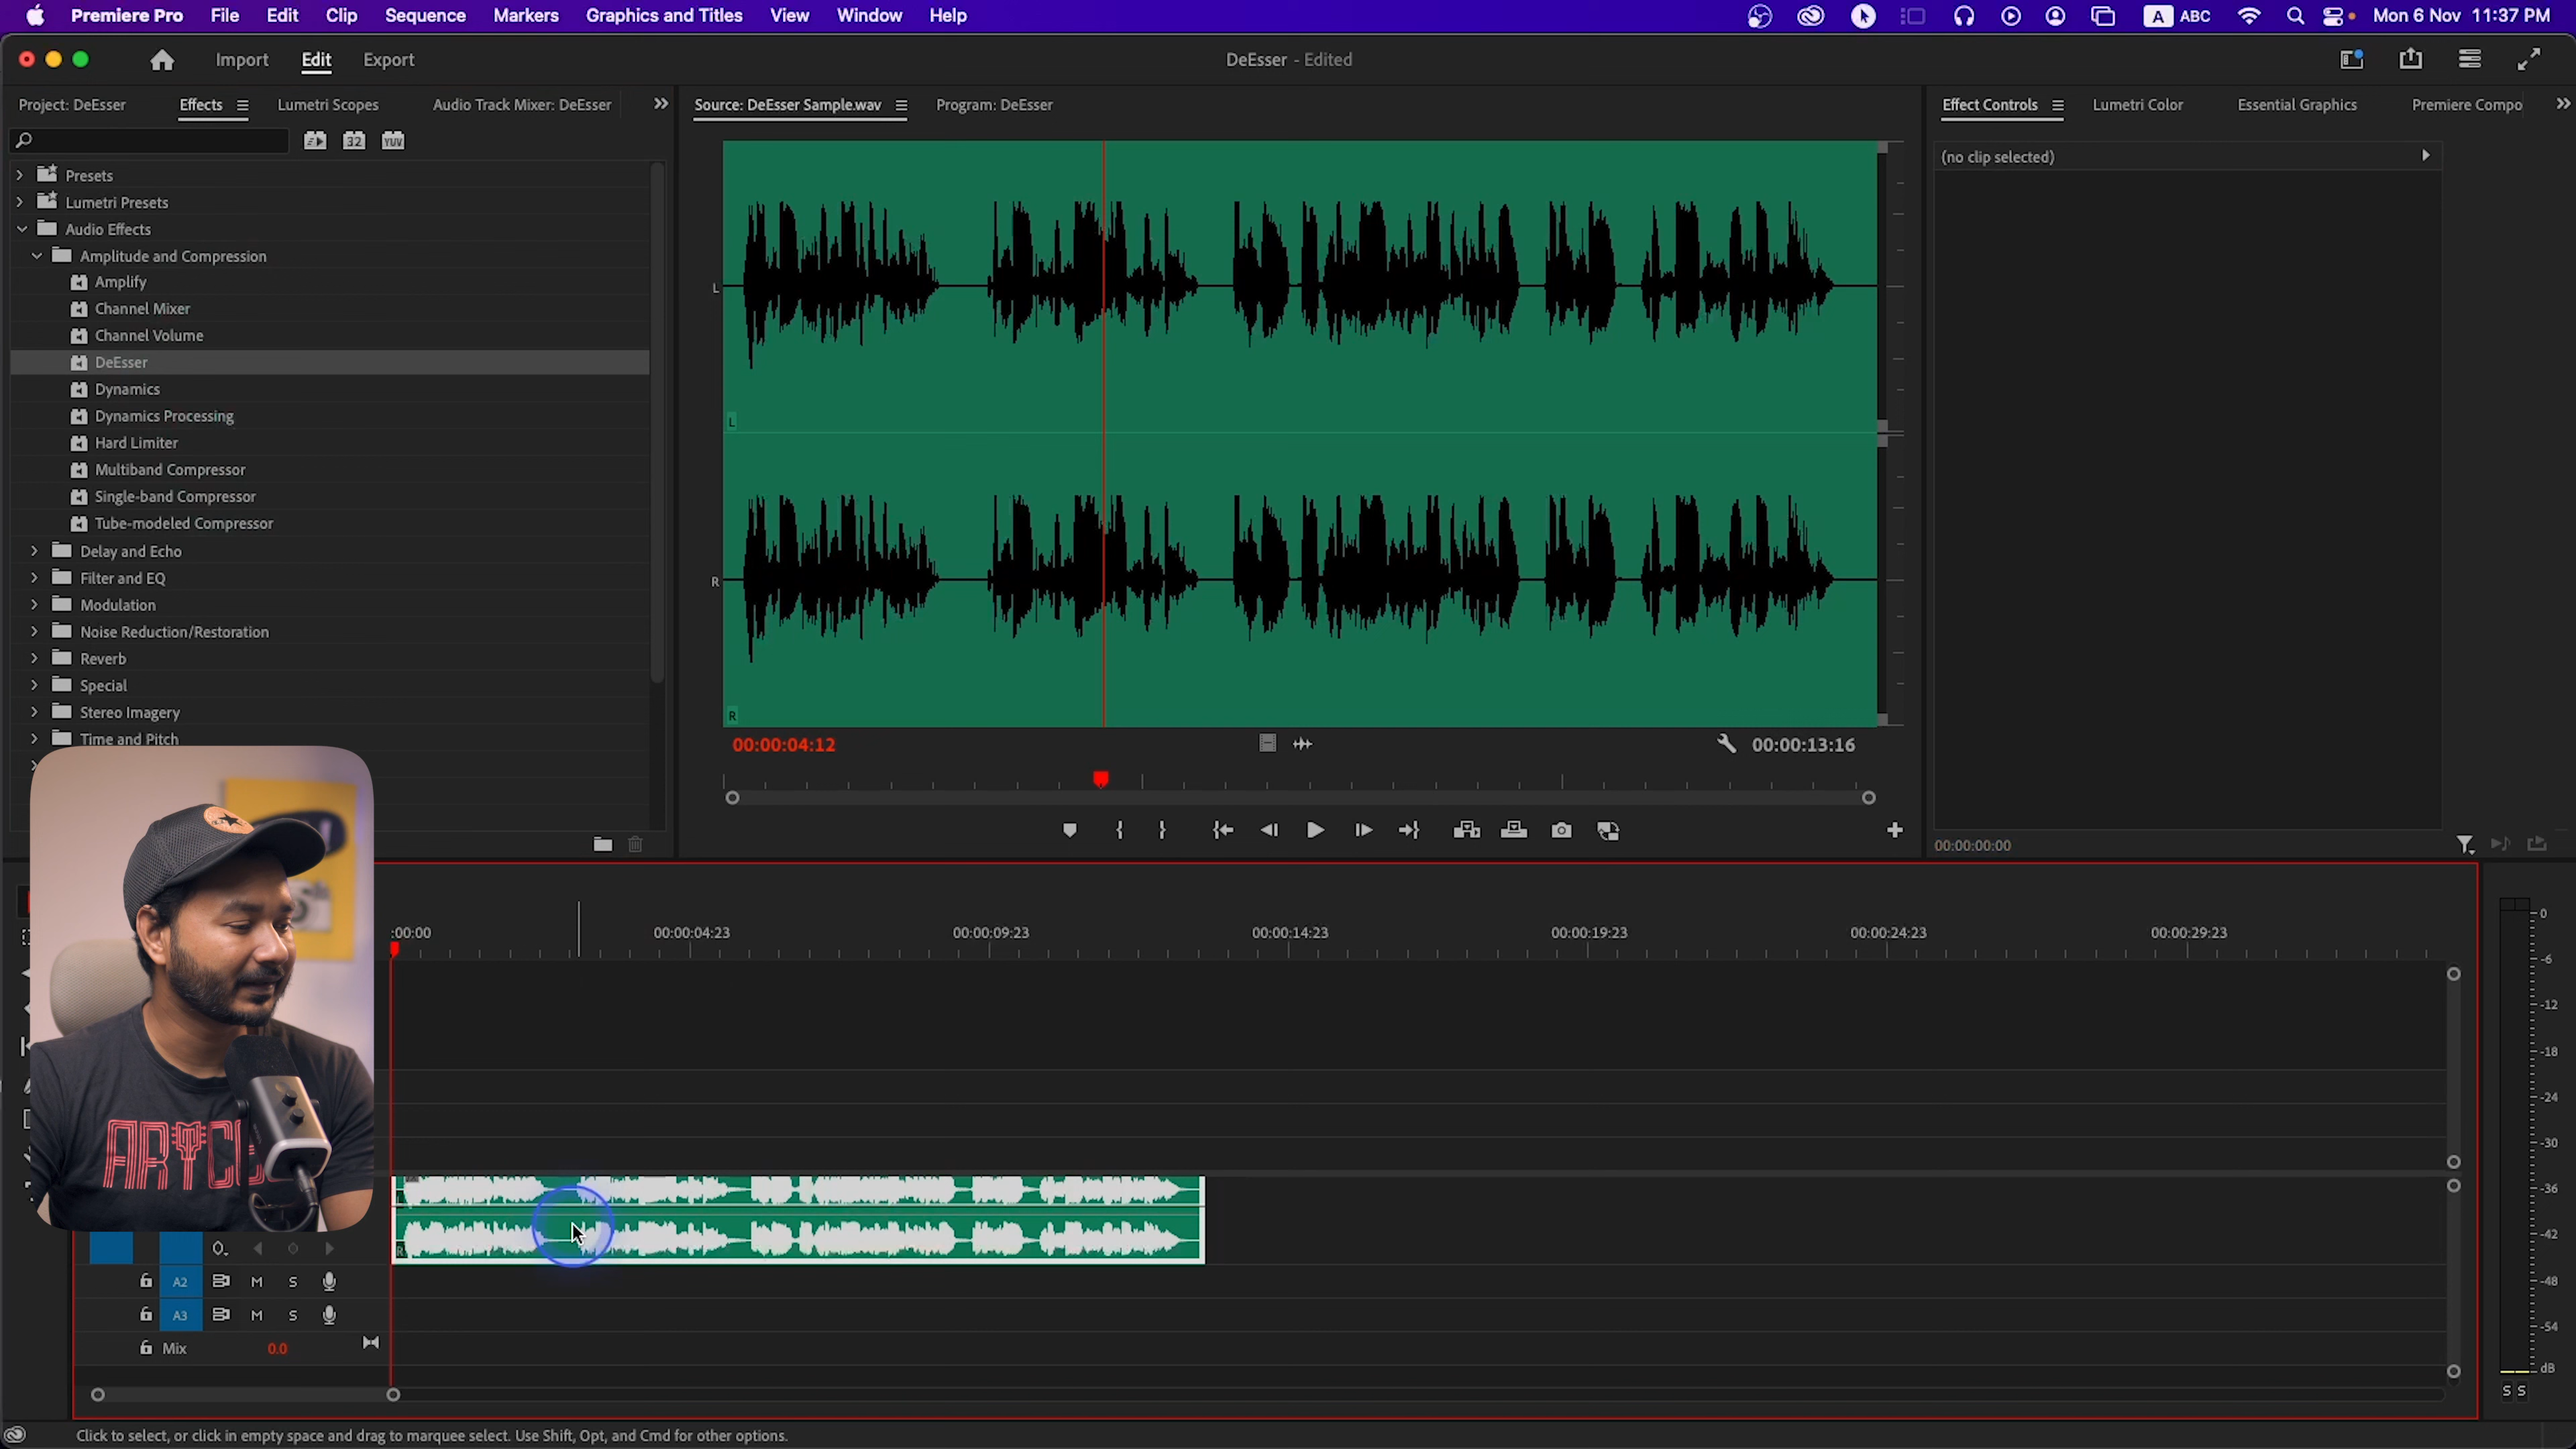 Premiere Pro File Edit Clip Sequence Markers Graphics and Titles View Window Help A ABC Mon 6 Nov 11:37 PM
Import Edit Export DeEsser - Edited
Project: DeEsser Effects Lumetri Scopes Audio Track Mixer: DeEsser Source: DeEsser Sample.wav Program: DeEsser Effect Controls Lumetri Color Essential Graphics Premiere Compo
32 YUV
(no clip selected)
Presets
Lumetri Presets
Audio Effects
Amplitude and Compression
Amplify
Channel Mixer
Channel Volume
DeEsser
Dynamics
Dynamics Processing
Hard Limiter
Multiband Compressor
Single-band Compressor
Tube-modeled Compressor
Delay and Echo
Filter and EQ
Modulation
Noise Reduction/Restoration
Reverb
Special
Stereo Imagery
Time and Pitch
L
L
R
R
00:00:04:12 00:00:13:16
00:00:00:00
:00:00 00:00:04:23 00:00:09:23 00:00:14:23 00:00:19:23 00:00:24:23 00:00:29:23
0
-6
-12
-18
-24
-30
-36
-42
-48
-54
dB
S S
R
A2 M S
A3 M S
Mix 0.0
Click to select, or click in empty space and drag to marquee select. Use Shift, Opt, and Cmd for other options.